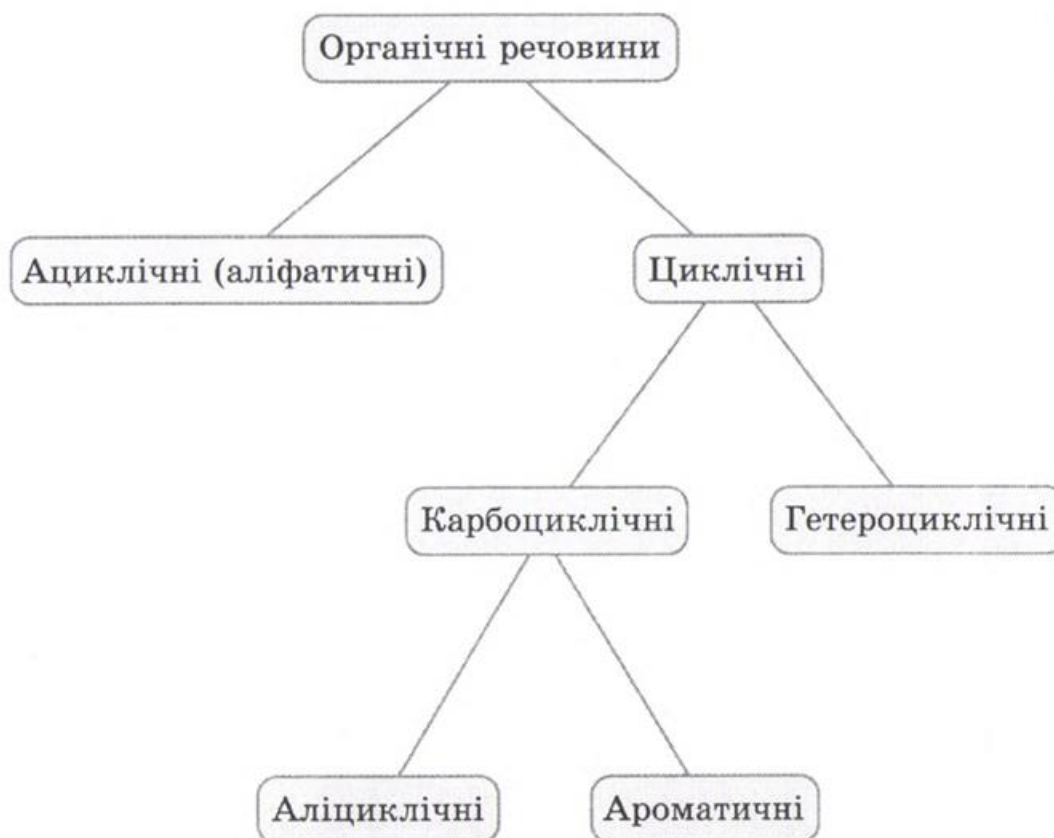 Органічні речовини
Ациклічні (аліфатичні)
Циклічні
Карбоциклічні
Гетероциклічні
Аліциклічні
Ароматичні